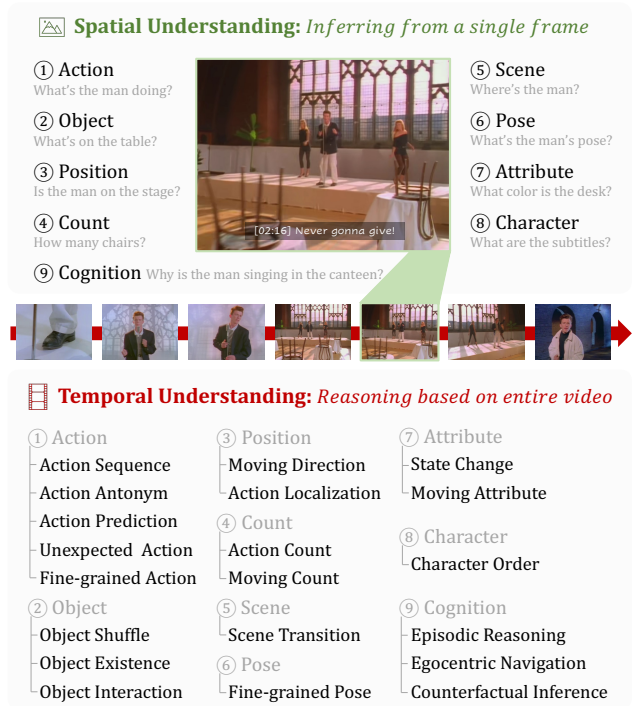 Spatial Understanding: Inferring from a single frame
① Action
What's the man doing?
② Object
What's on the table?
③ Position
Is the man on the stage?
④ Count
How many chairs?
⑤ Scene
Where's the man?
⑥ Pose
What's the man's pose?
⑦ Attribute
What color is the desk?
⑧ Character
What are the subtitles?
[02:16] Never gonna give!
⑨ Cognition Why is the man singing in the canteen?
Temporal Understanding: Reasoning based on entire video
① Action
Action Sequence
Action Antonym
Action Prediction
Unexpected Action
Fine-grained Action
② Object
Object Shuffle
Object Existence
Object Interaction
③ Position
Moving Direction
Action Localization
④ Count
Action Count
Moving Count
⑤ Scene
Scene Transition
⑥ Pose
Fine-grained Pose
⑦ Attribute
State Change
Moving Attribute
⑧ Character
Character Order
⑨ Cognition
Episodic Reasoning
Egocentric Navigation
Counterfactual Inference